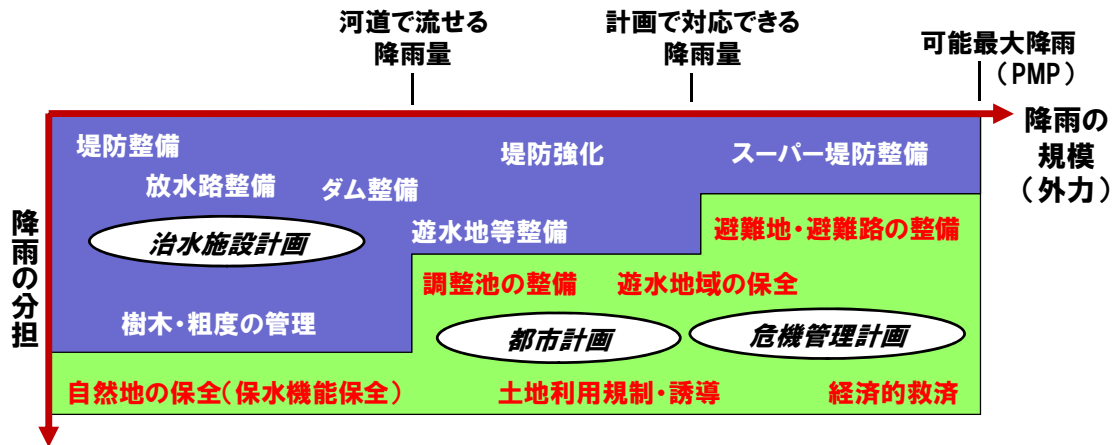 河道で流せる
降雨量
計画で対応できる
降雨量
可能最大降雨
（PMP）
降雨の
規模
（外力）
降雨の分担
堤防整備
堤防強化
スーパー堤防整備
放水路整備
ダム整備
治水施設計画
遊水地等整備
避難地・避難路の整備
調整池の整備
遊水地域の保全
樹木・粗度の管理
都市計画
危機管理計画
自然地の保全（保水機能保全）
土地利用規制・誘導
経済的救済